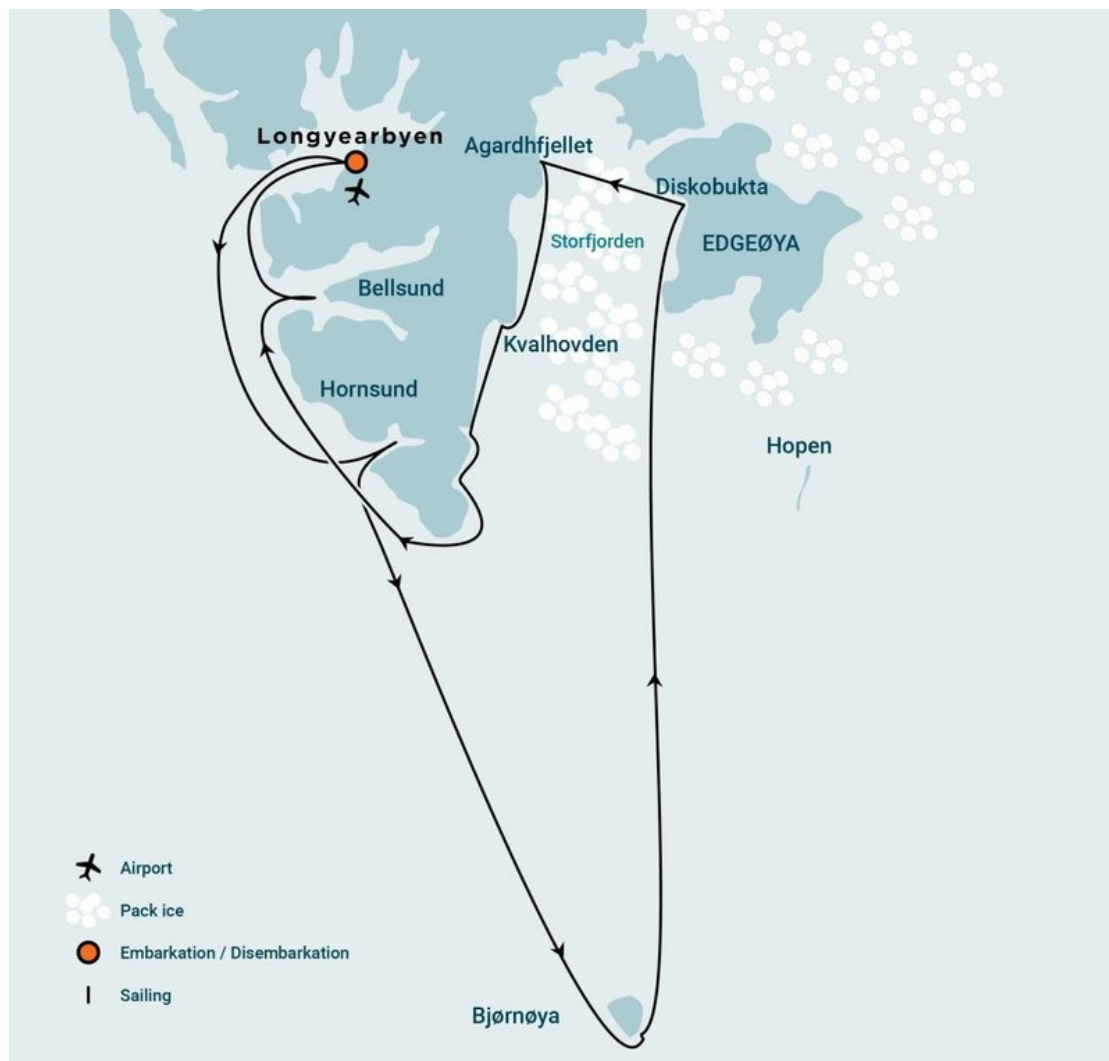 Longyearbyen
Agardhfjellet
Diskobukta
Storfjorden
EDGEØYA
Bellsund
Kvalhovden
Hornsund
Hopen
Airport
Pack ice
Embarkation / Disembarkation
Sailing
Bjørnøya